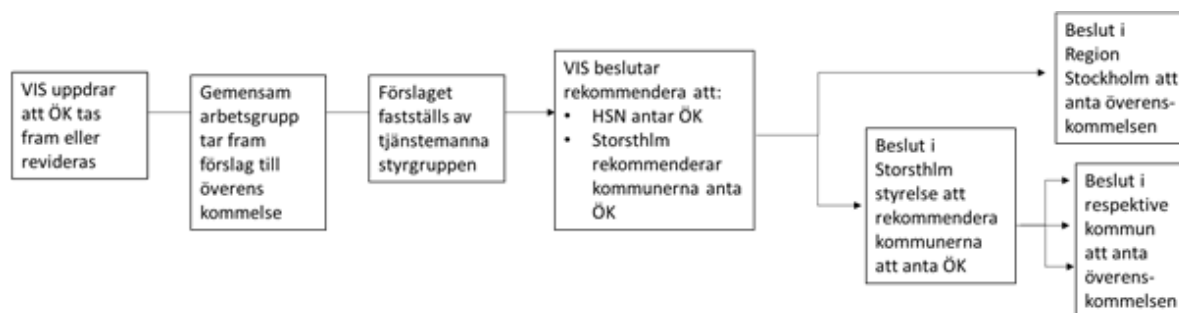 VIS uppdrar
att ÖK tas
fram eller
revideras
Gemensam
arbetsgrupp
tar fram
förslag till
överens
kommelse
Förslaget
fastställs av
tjänstemanna
styrgruppen
VIS beslutar
rekommendera att:
• HSN antar ÖK
• Storsthlm
rekommenderar
kommunerna anta
ÖK
Beslut i
Region
Stockholm att
anta överens-
kommelsen
Beslut i
Storsthlm
styrelse att
rekommendera
kommunerna
att anta ÖK
Beslut i
respektive
kommun
att anta
överens-
kommelsen